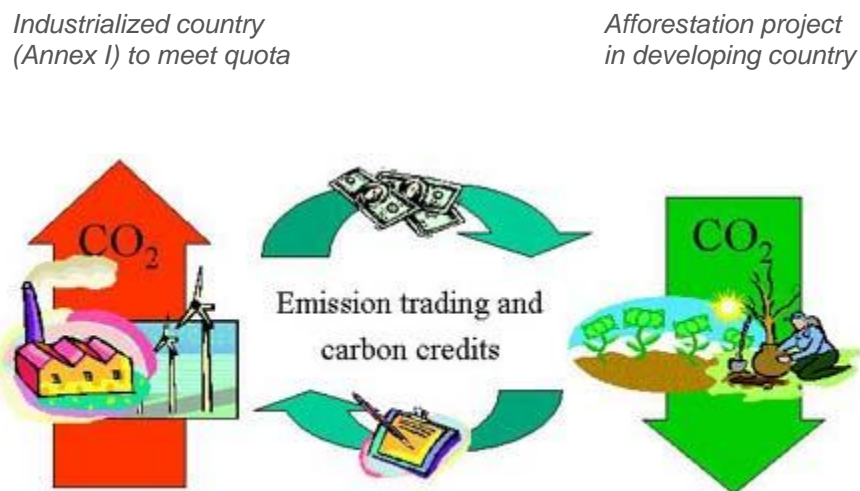 Industrialized country
(Annex I) to meet quota
Afforestation project
in developing country
CO₂
Emission trading and
carbon credits
CO₂